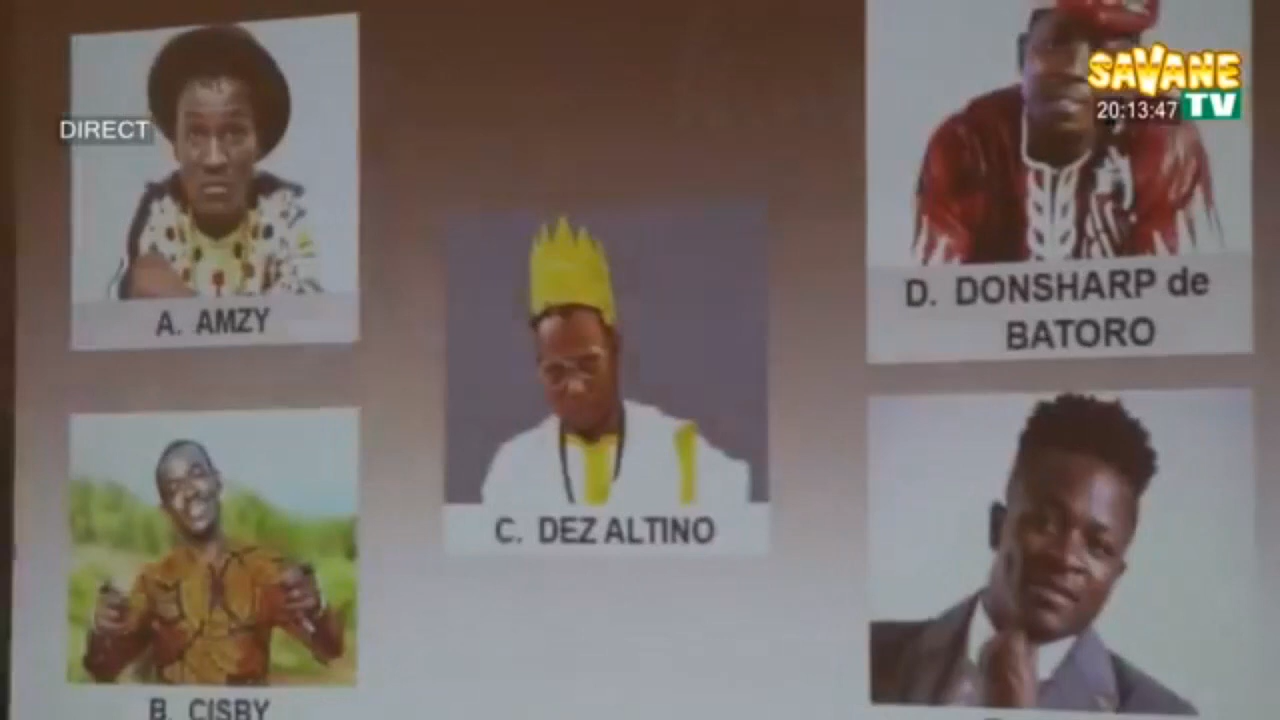 SAVANE
TV
20:13:47
DIRECT
A. AMZY
D. DONSHARP de
BATORO
C. DEZ ALTINO
B. CISBY